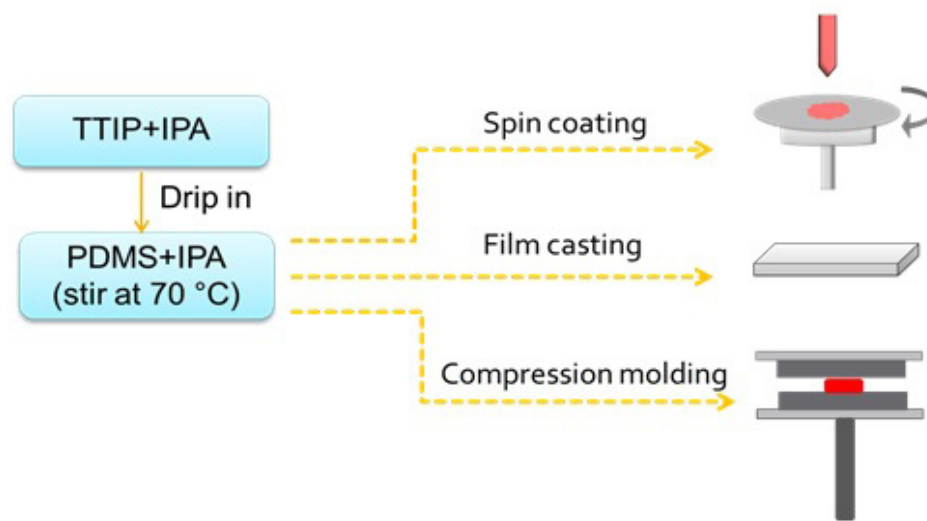 TTIP+IPA
Drip in
PDMS+IPA
(stir at 70 °C)
Spin coating
Film casting
Compression molding